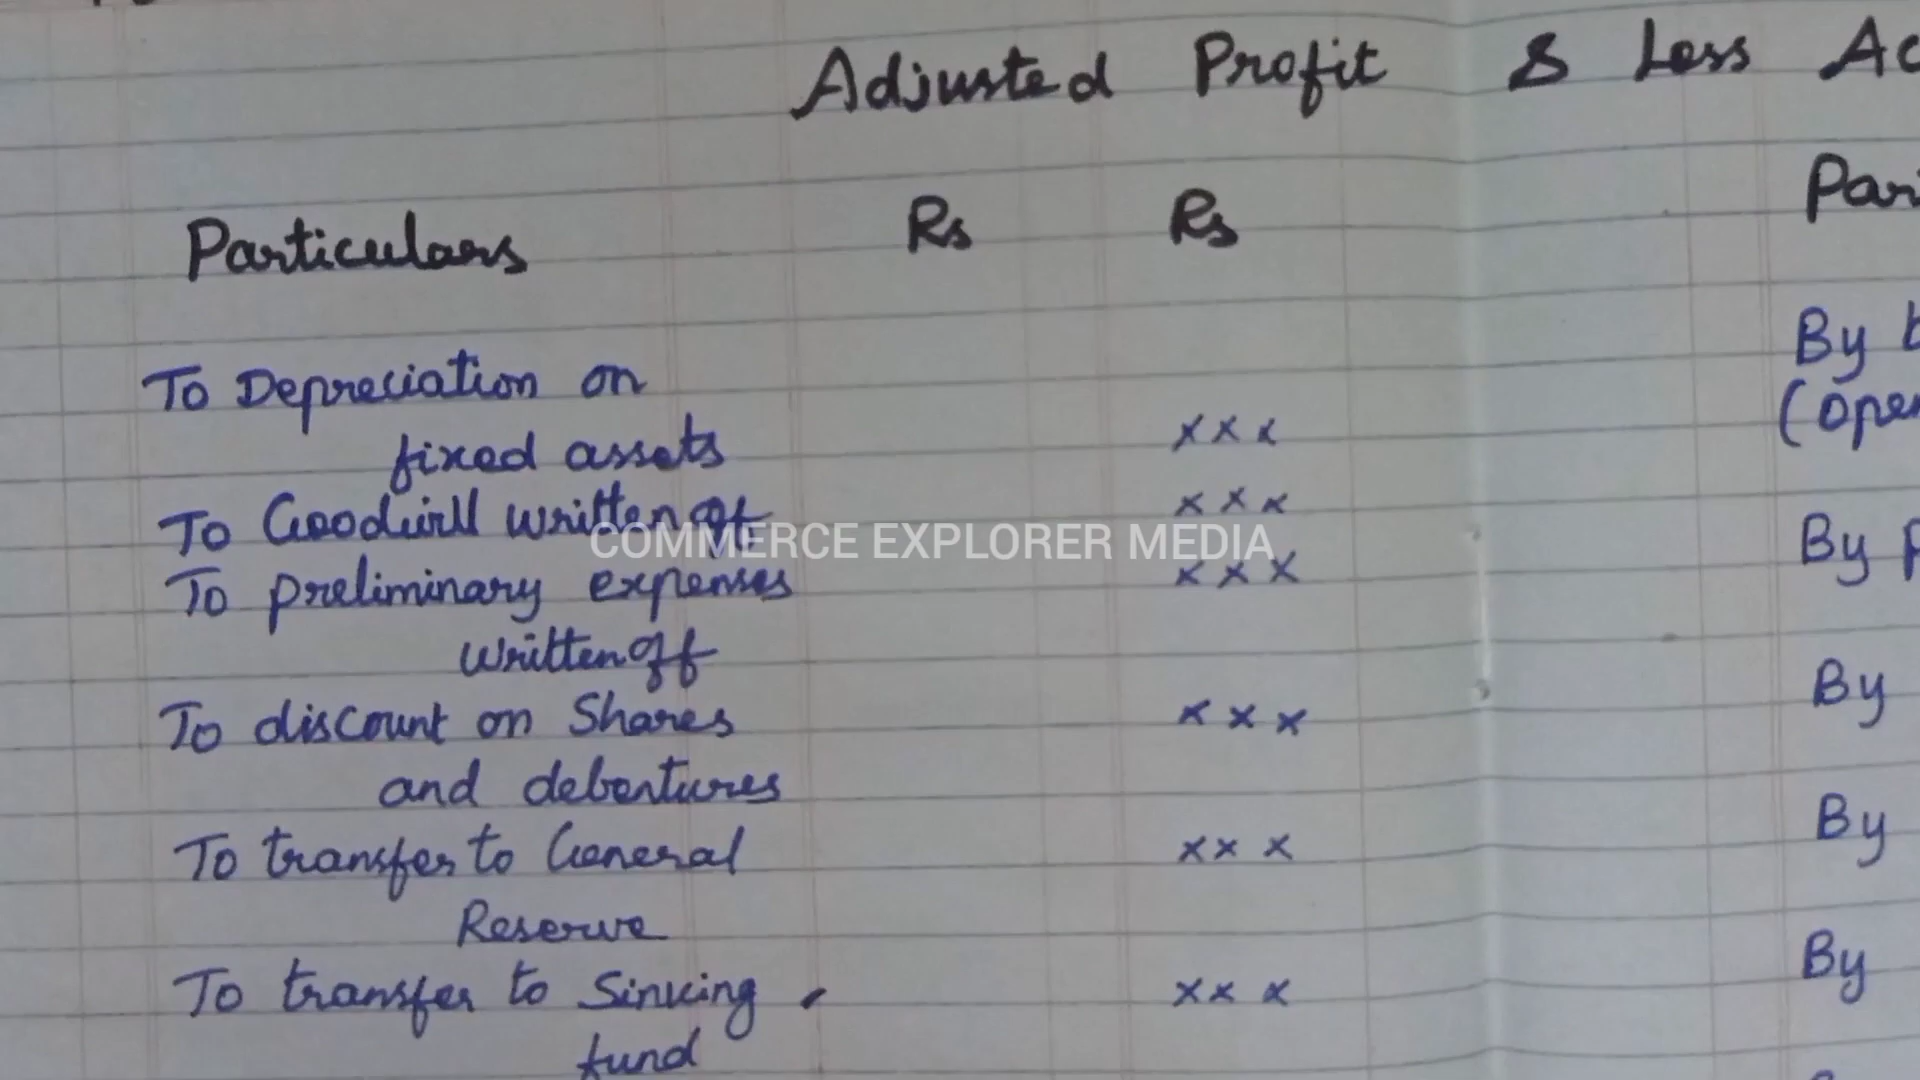 Adjusted Profit & Loss Ac
Particulars Rs Rs
To Depreciation on
fixed assets xxx
To Goodwill written off xxx
COMMERCE EXPLORER MEDIA
To preliminary expenses xxx
written off
To discount on Shares xxx
and debentures
To transfer to General xxx
Reserve
To transfer to Sinking xxx
fund
Par
By b
(open
By p
By
By
By